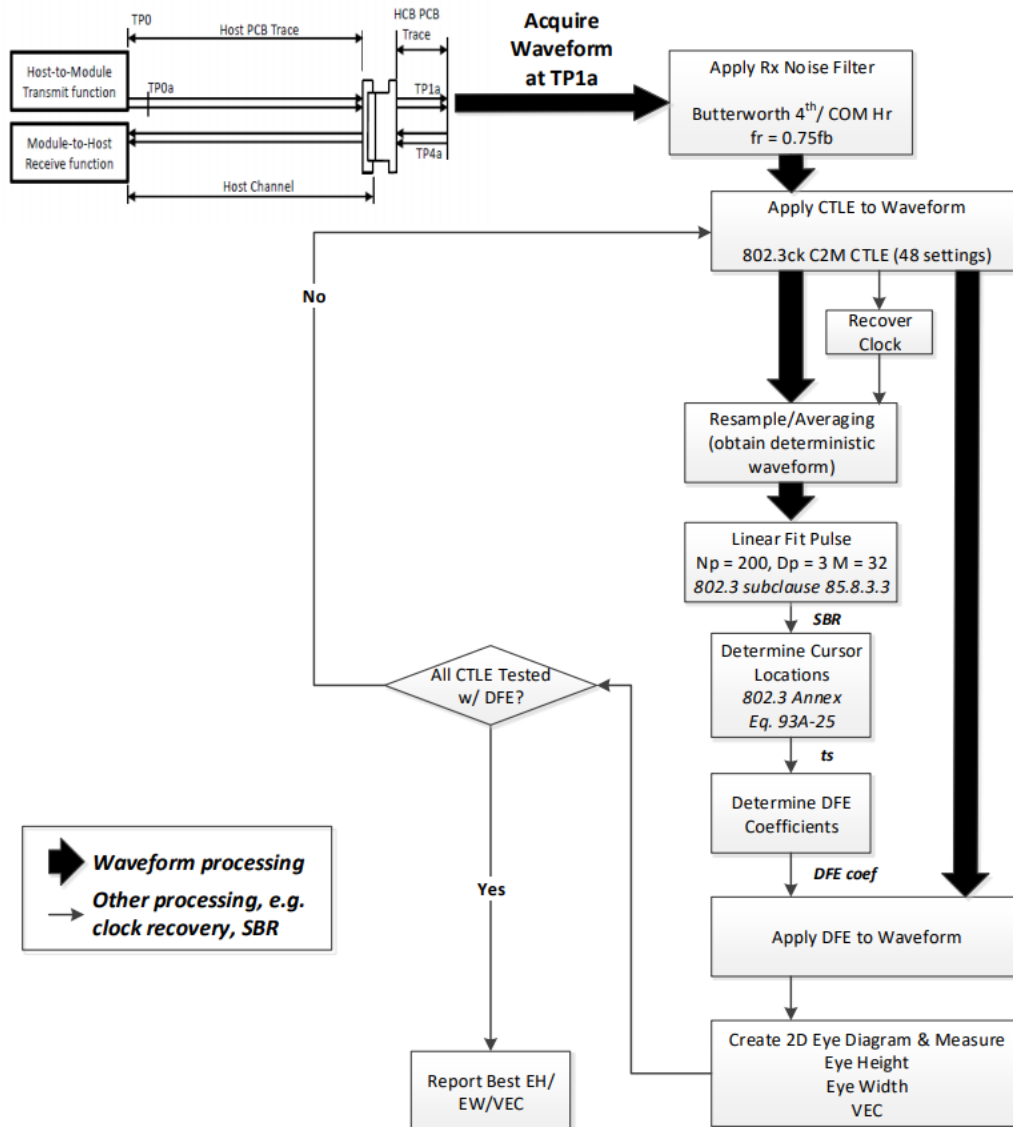 TP0
Host PCB Trace
HCB PCB
Trace
Host-to-Module
Transmit function
TP0a
TP1a
Module-to-Host
Receive function
TP4a
Host Channel
Acquire
Waveform
at TP1a
Apply Rx Noise Filter
Butterworth 4th/ COM Hr
fr = 0.75fb
Apply CTLE to Waveform
802.3ck C2M CTLE (48 settings)
No
Recover
Clock
Resample/Averaging
(obtain deterministic
waveform)
Linear Fit Pulse
Np = 200, Dp = 3 M = 32
802.3 subclause 85.8.3.3
SBR
Determine Cursor
Locations
802.3 Annex
Eq. 93A-25
All CTLE Tested
w/ DFE?
ts
Determine DFE
Coefficients
DFE coef
Waveform processing
Other processing, e.g.
clock recovery, SBR
Yes
Apply DFE to Waveform
Create 2D Eye Diagram & Measure
Eye Height
Eye Width
VEC
Report Best EH/
EW/VEC